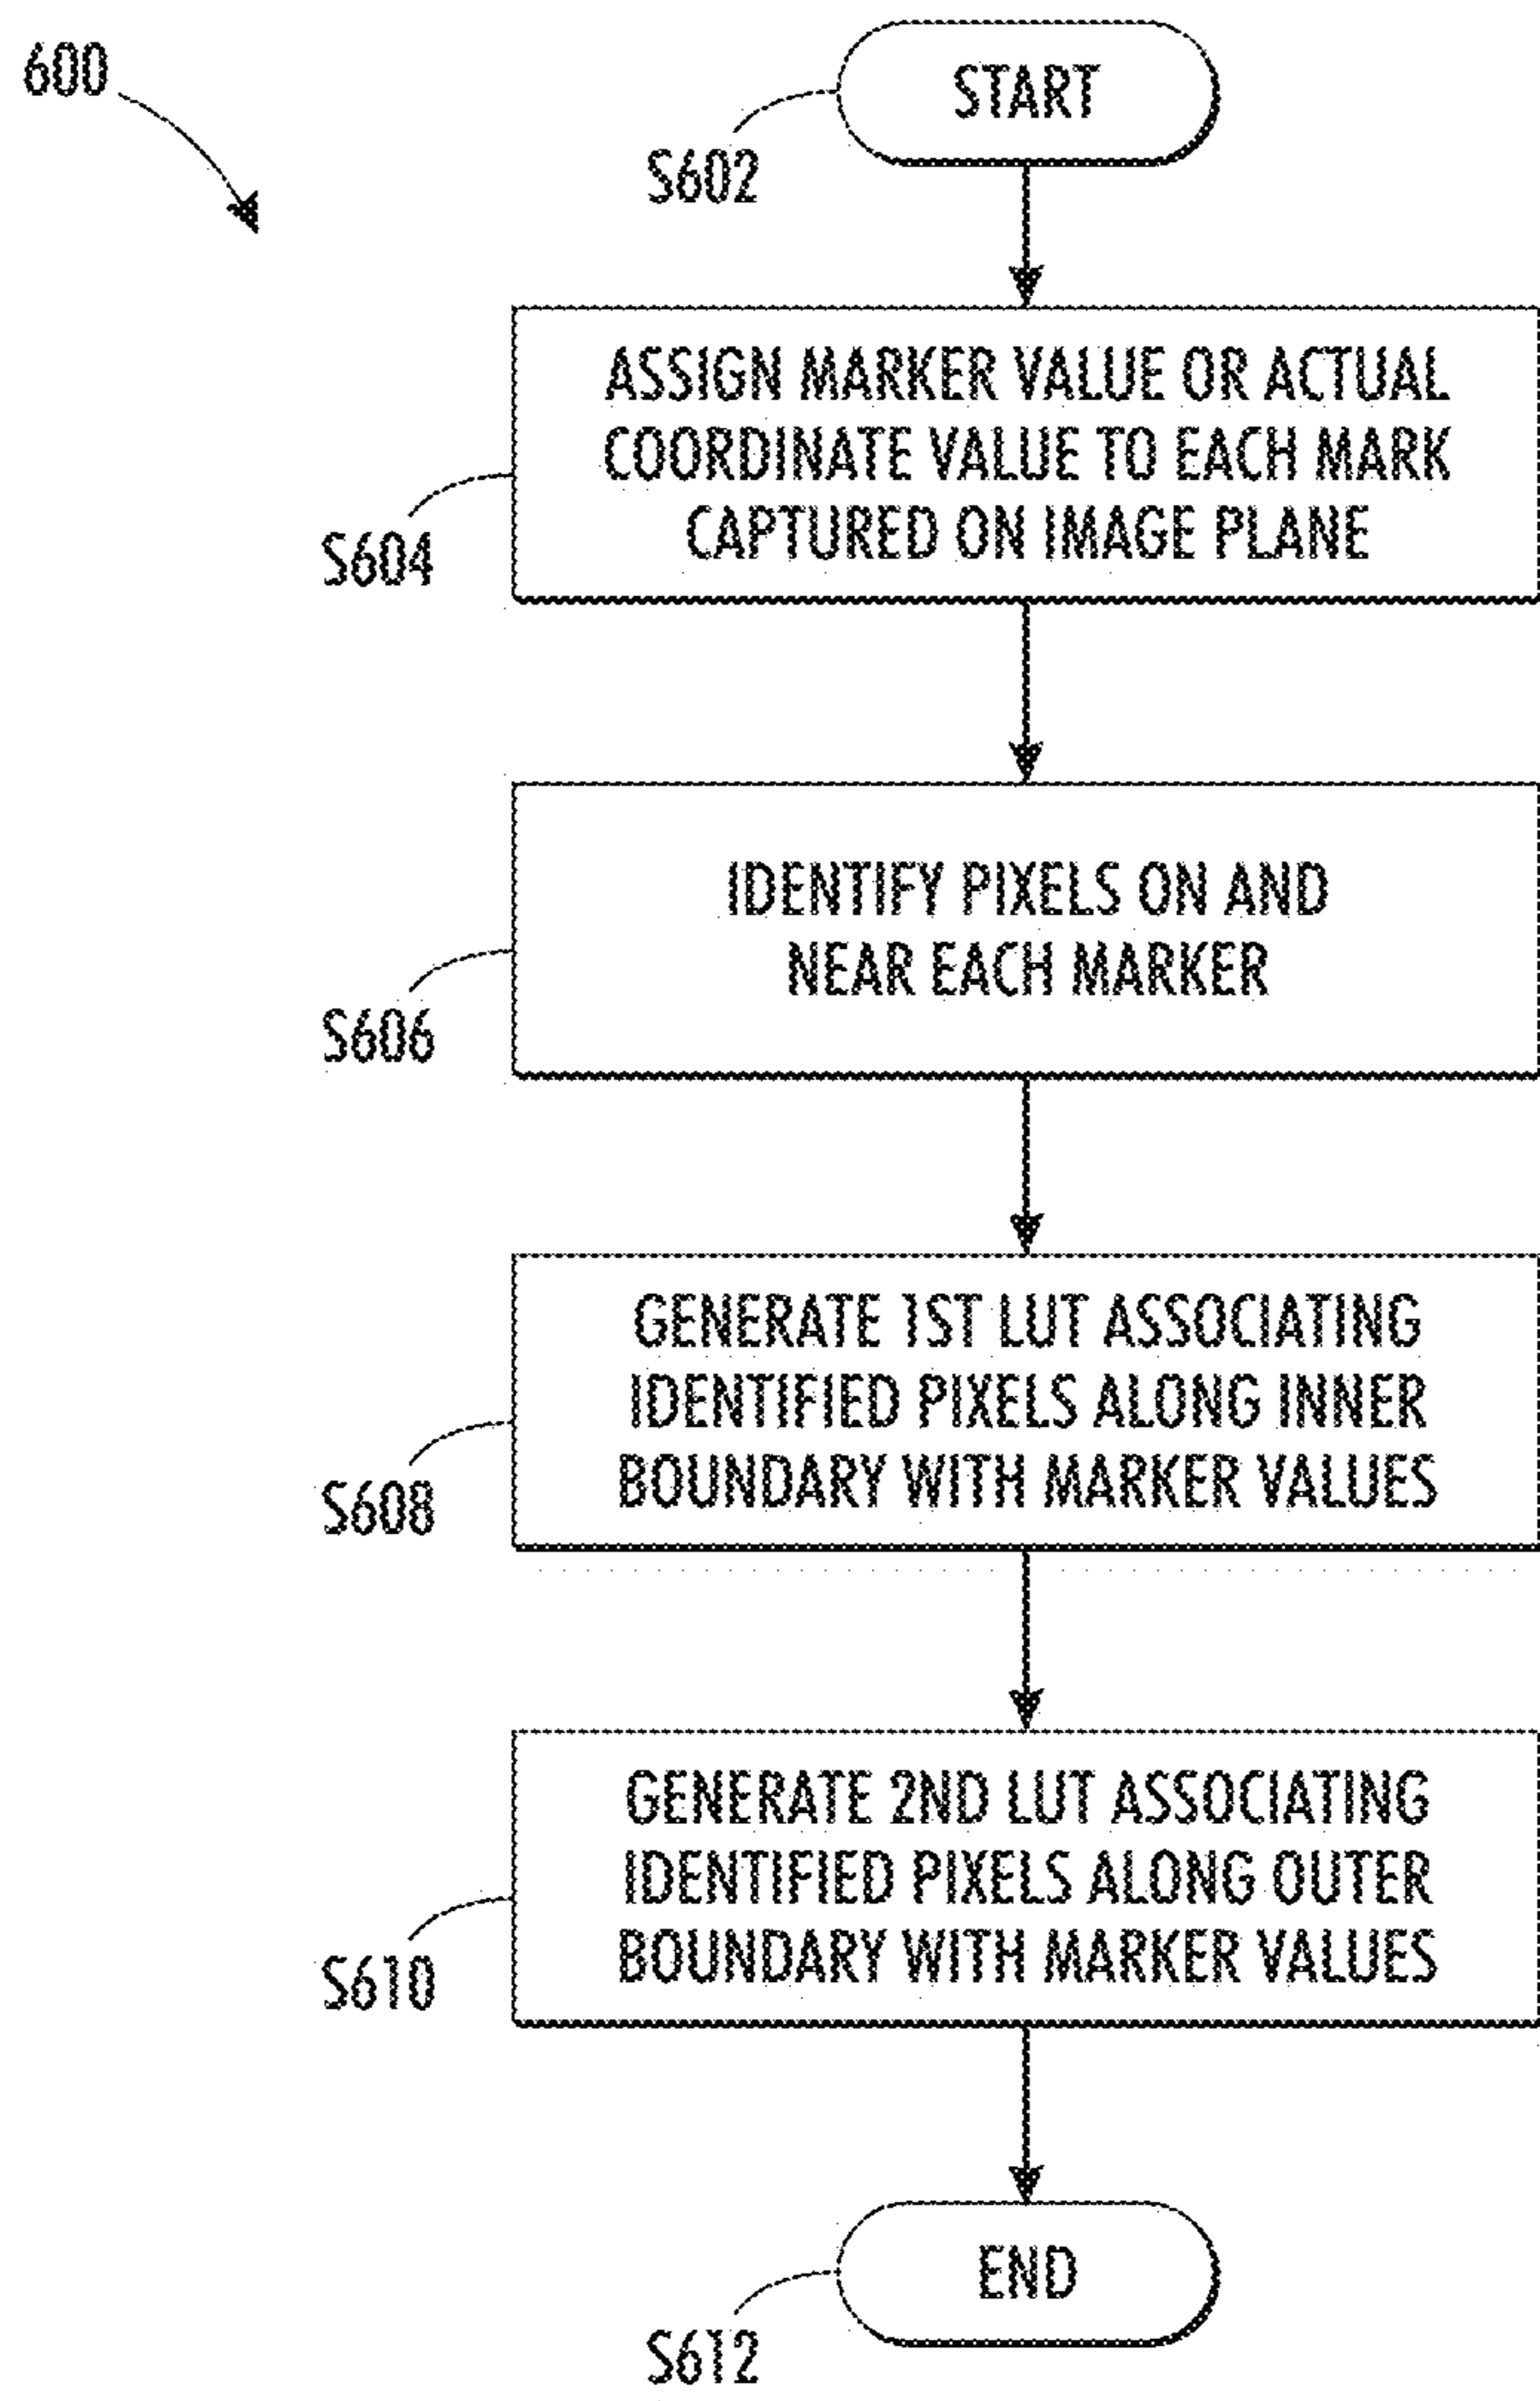 600
START
S602
ASSIGN MARKER VALUE OR ACTUAL
COORDINATE VALUE TO EACH MARK
CAPTURED ON IMAGE PLANE
S604
IDENTIFY PIXELS ON AND
NEAR EACH MARKER
S606
GENERATE 1ST LUT ASSOCIATING
IDENTIFIED PIXELS ALONG INNER
BOUNDARY WITH MARKER VALUES
S608
GENERATE 2ND LUT ASSOCIATING
IDENTIFIED PIXELS ALONG OUTER
BOUNDARY WITH MARKER VALUES
S610
END
S612